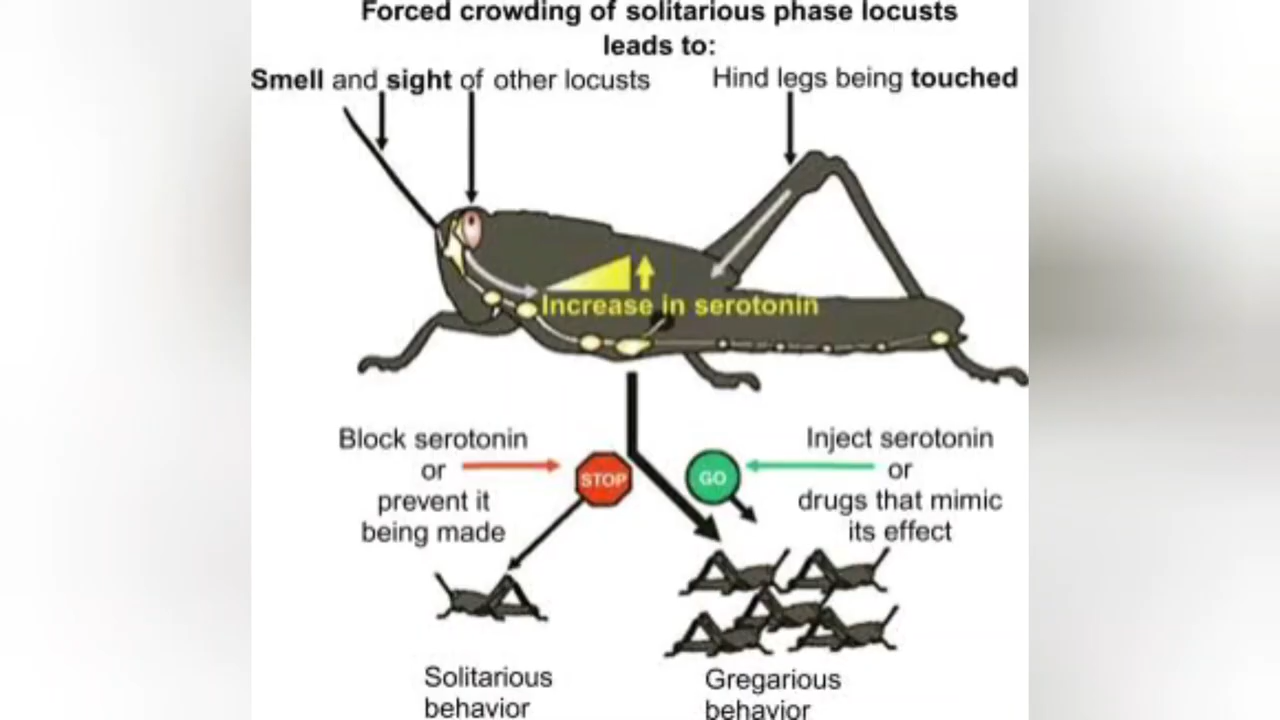 Forced crowding of solitarious phase locusts
leads to:
Smell and sight of other locusts
Hind legs being touched
Increase in serotonin
Block serotonin
or
prevent it
being made
STOP
GO
Inject serotonin
or
drugs that mimic
its effect
Solitarious
behavior
Gregarious
behavior